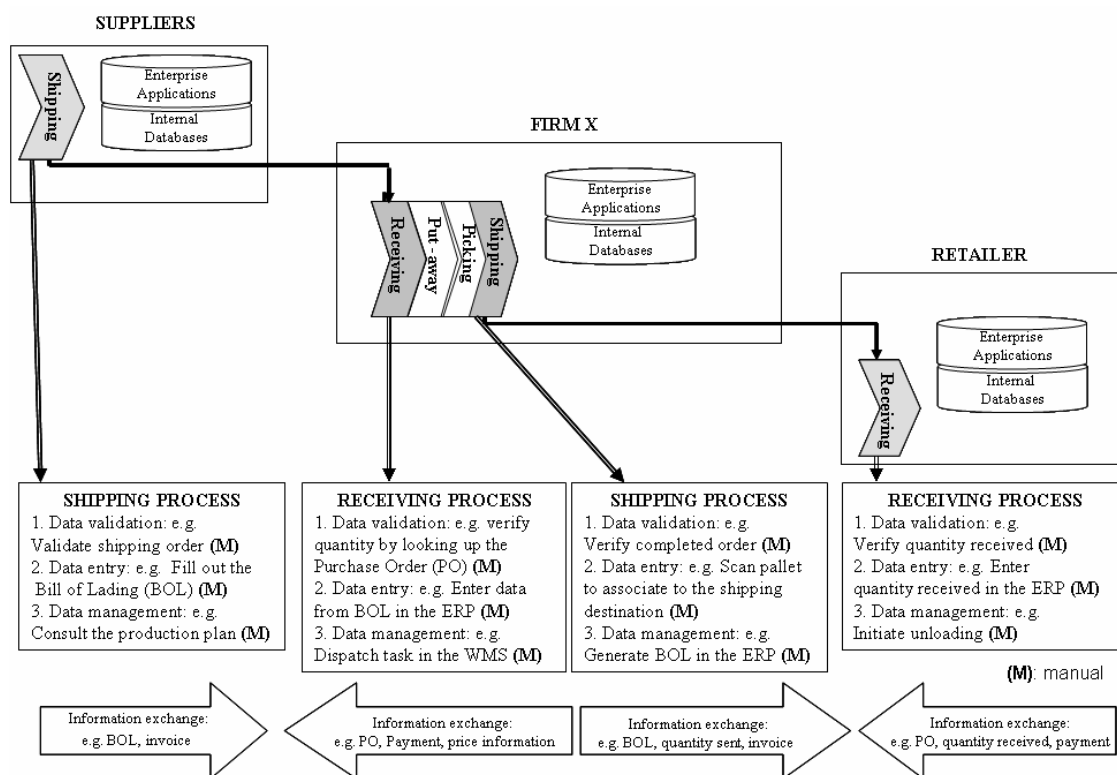 SUPPLIERS
Shipping
Enterprise
Applications
Internal
Databases
FIRM X
Receiving
Put -away
Picking
Shipping
Enterprise
Applications
Internal
Databases
RETAILER
Receiving
Enterprise
Applications
Internal
Databases
SHIPPING PROCESS
1. Data validation: e.g.
Validate shipping order (M)
2. Data entry: e.g. Fill out the
Bill of Lading (BOL) (M)
3. Data management: e.g.
Consult the production plan (M)
RECEIVING PROCESS
1. Data validation: e.g. verify
quantity by looking up the
Purchase Order (PO) (M)
2. Data entry: e.g. Enter data
from BOL in the ERP (M)
3. Data management: e.g.
Dispatch task in the WMS (M)
SHIPPING PROCESS
1. Data validation: e.g.
Verify completed order (M)
2. Data entry: e.g. Scan pallet
to associate to the shipping
destination (M)
3. Data management: e.g.
Generate BOL in the ERP (M)
RECEIVING PROCESS
1. Data validation: e.g.
Verify quantity received (M)
2. Data entry: e.g. Enter
quantity received in the ERP (M)
3. Data management: e.g.
Initiate unloading (M)
(M): manual
Information exchange:
e.g. BOL, invoice
Information exchange:
e.g. PO, Payment, price information
Information exchange:
e.g. BOL, quantity sent, invoice
Information exchange:
e.g. PO, quantity received, payment